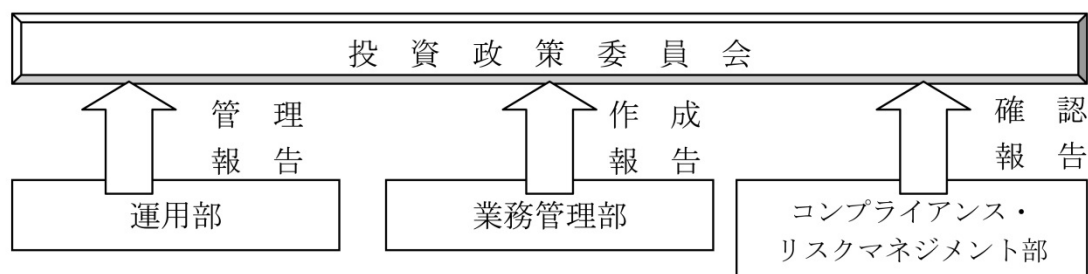 投資政策委員会
管理
報告
作成
報告
確認
報告
運用部
業務管理部
コンプライアンス・
リスクマネジメント部